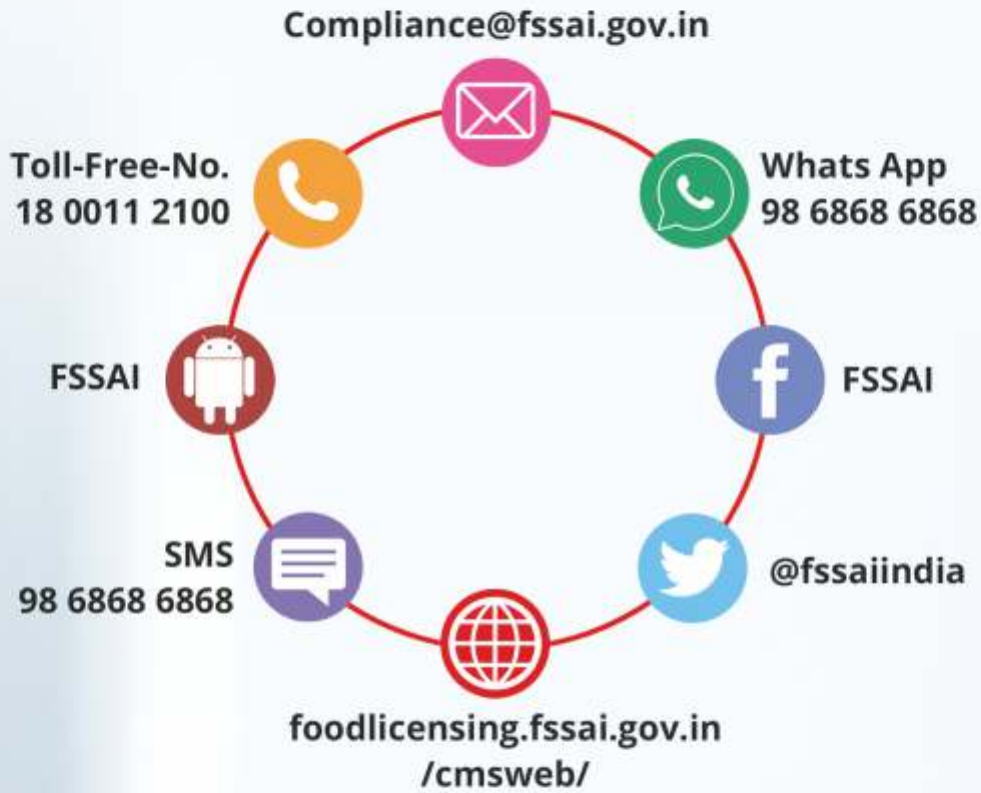 Compliance@fssai.gov.in
Toll-Free-No.
18 0011 2100
Whats App
98 6868 6868
FSSAI
FSSAI
SMS
98 6868 6868
@fssaiindia
foodlicensing.fssai.gov.in
/cmsweb/